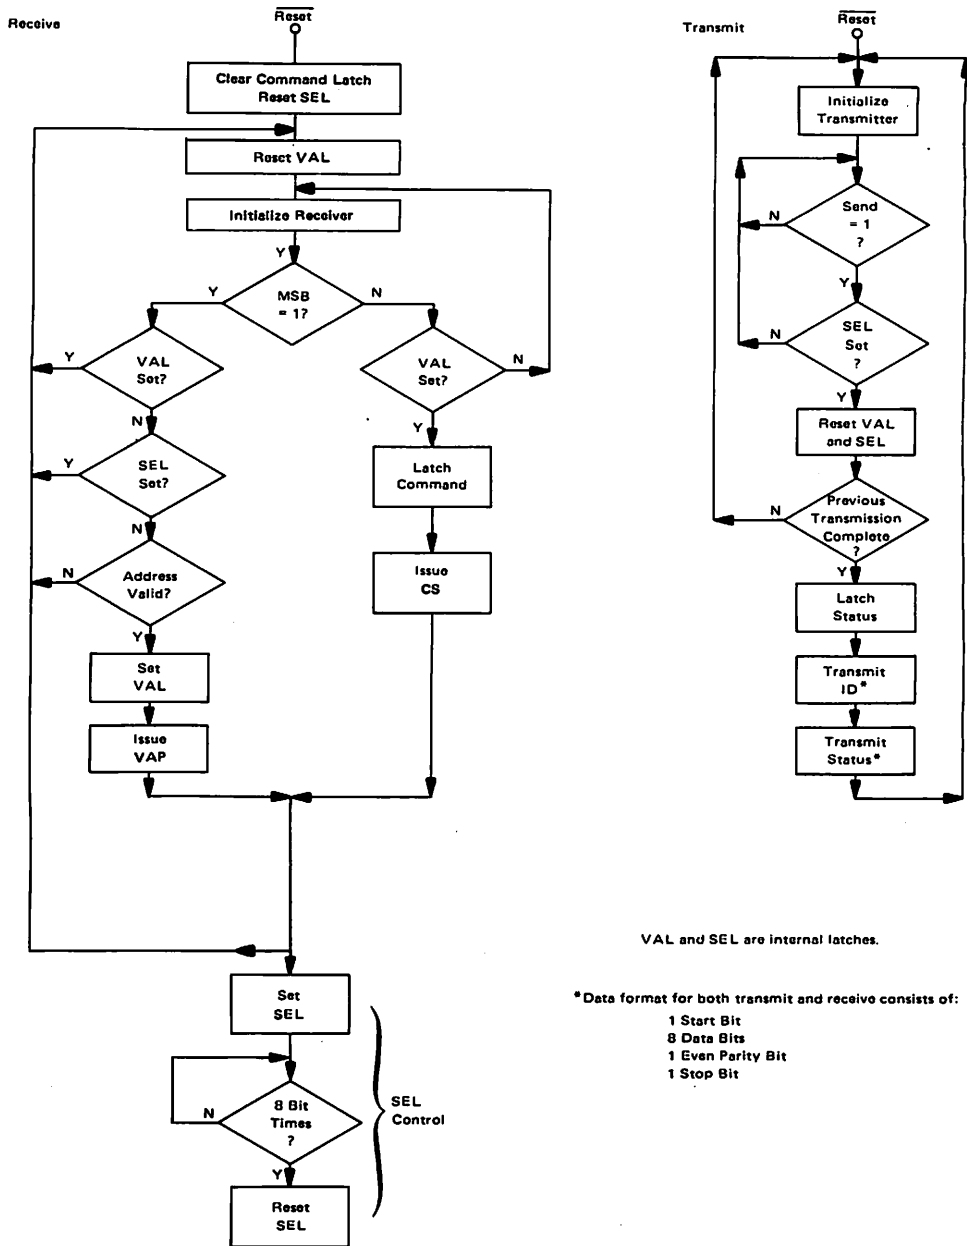 Receive
Reset
Clear Command Latch
Reset SEL
Reset VAL
Initialize Receiver
Y
MSB
= 1?
Y
N
VAL
Set?
Y
N
VAL
Set?
N
Y
SEL
Set?
Y
N
Latch
Command
Address
Valid?
N
Y
Issue
CS
Set
VAL
Issue
VAP
Set
SEL
8 Bit
Times
?
N
Y
Reset
SEL
SEL
Control
Transmit
Reset
Initialize
Transmitter
Send
= 1
?
N
Y
SEL
Set
?
N
Y
Reset VAL
and SEL
Previous
Transmission
Complete
?
N
Y
Latch
Status
Transmit
ID*
Transmit
Status*
VAL and SEL are internal latches.
*Data format for both transmit and receive consists of:
1 Start Bit
8 Data Bits
1 Even Parity Bit
1 Stop Bit